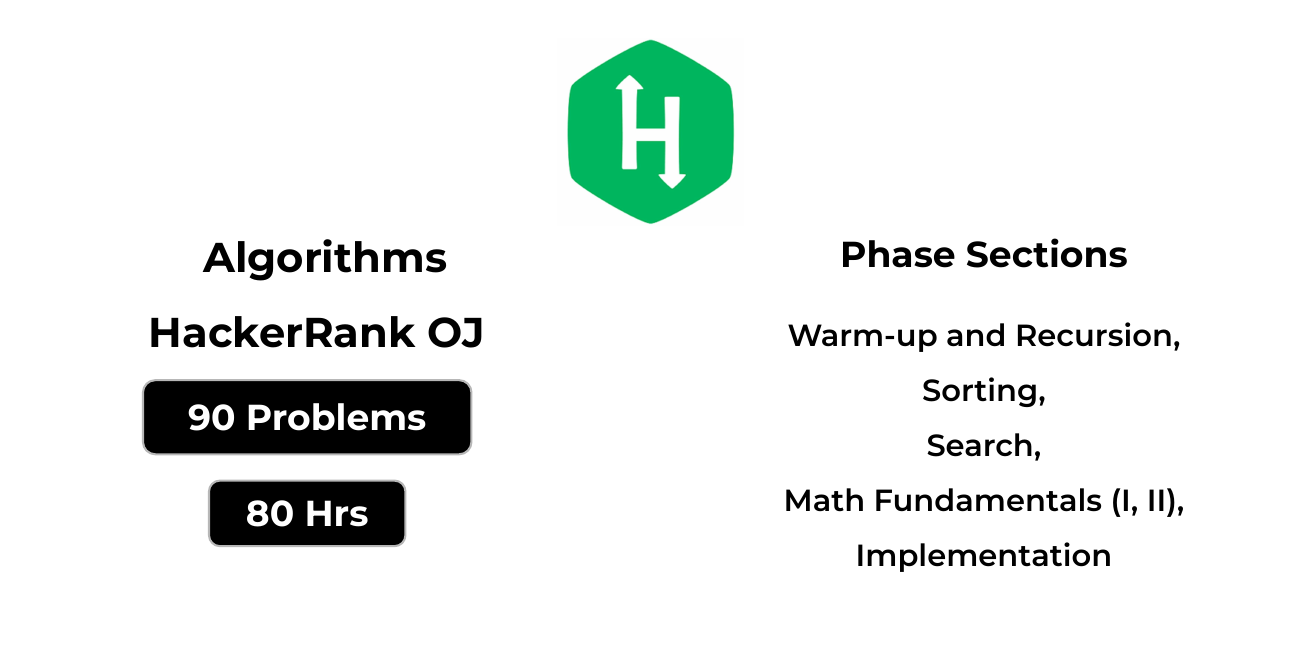 H
Algorithms
HackerRank OJ
90 Problems
80 Hrs
Phase Sections
Warm-up and Recursion,
Sorting,
Search,
Math Fundamentals (I, II),
Implementation